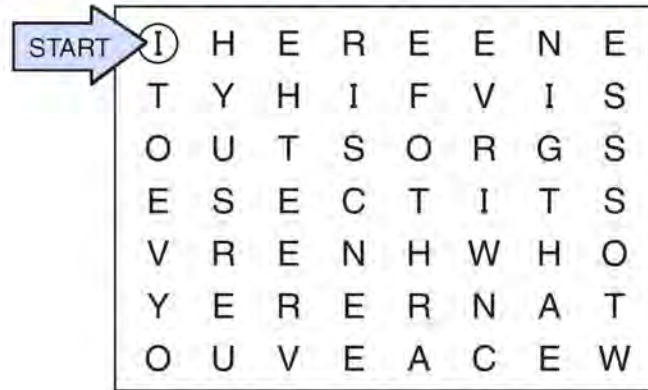 START I H E R E E N E
T Y H I F V I S
O U T S O R G S
E S E C T I T S
V R E N H W H O
Y E R E R N A T
O U V E A C E W